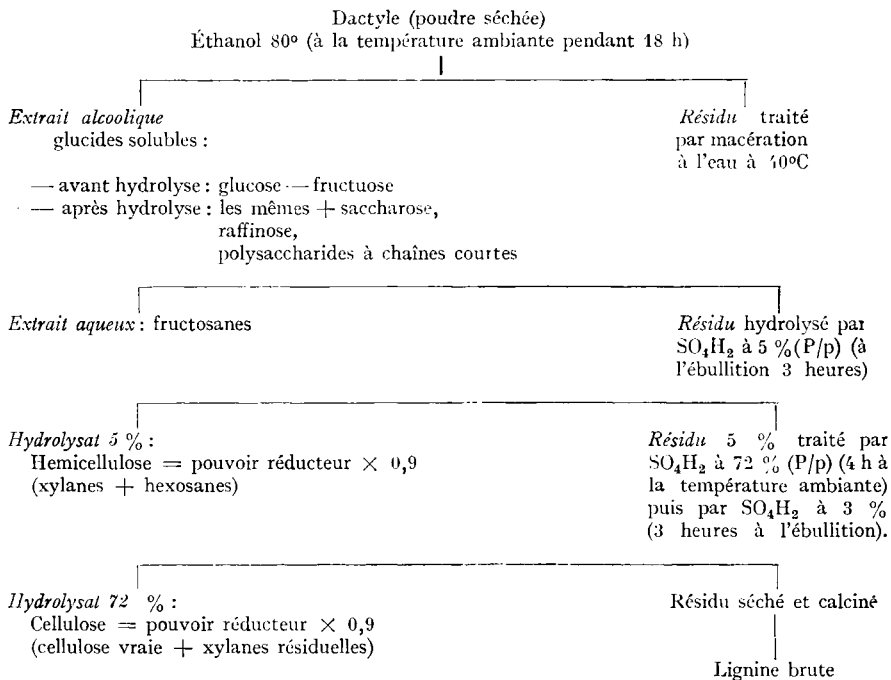 Dactyle (poudre séchée)
Éthanol 80° (à la température ambiante pendant 18 h)
Extrait alcoolique
glucides solubles :
— avant hydrolyse : glucose — fructuose
— après hydrolyse : les mêmes + saccharose,
raffinose,
polysaccharides à chaînes courtes
Résidu traité
par macération
à l'eau à 40°C
Extrait aqueux : fructosanes
Résidu hydrolysé par
SO₄H₂ à 5 % (P/p) (à
l'ébullition 3 heures)
Hydrolysat 5 % :
Hemicellulose = pouvoir réducteur × 0,9
(xylanes + hexosanes)
Résidu 5 % traité par
SO₄H₂ à 72 % (P/p) (4 h à
la température ambiante)
puis par SO₄H₂ à 3 %
(3 heures à l'ébullition).
Hydrolysat 72 % :
Cellulose = pouvoir réducteur × 0,9
(cellulose vraie + xylanes résiduelles)
Résidu séché et calciné
Lignine brute